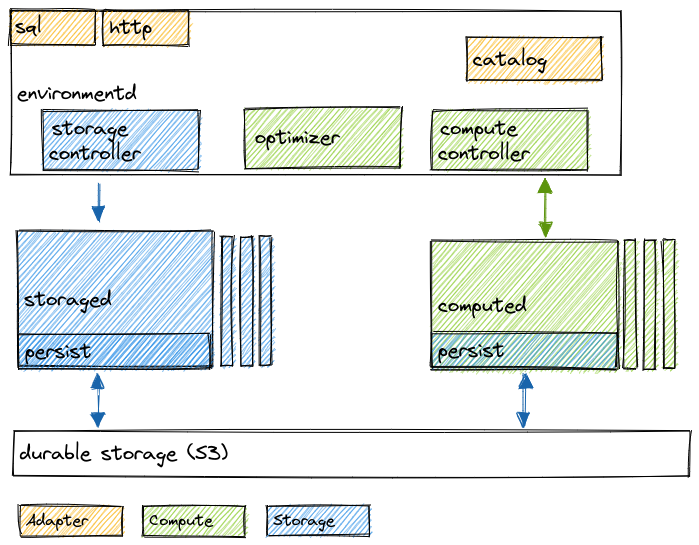 sql
http
catalog
environmentd
storage
controller
optimizer
compute
controller
storaged
persist
computed
persist
durable storage (S3)
Adapter
Compute
Storage